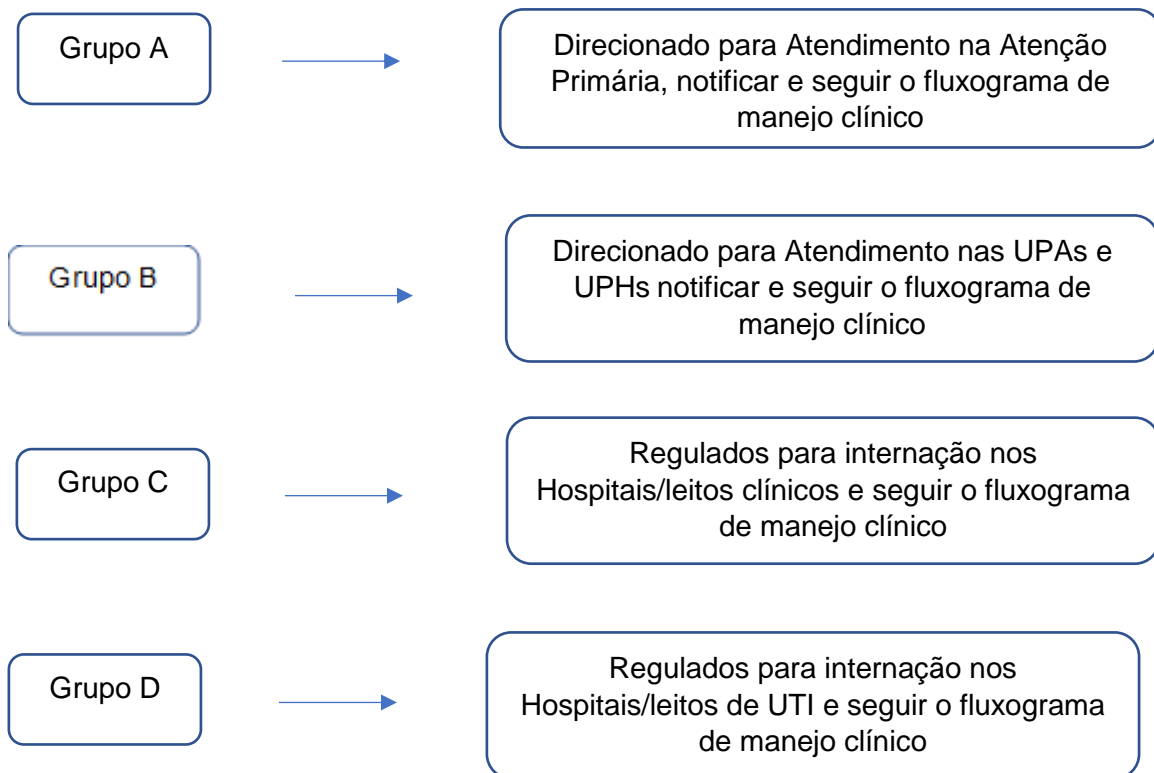 Grupo A
Direcionado para Atendimento na Atenção
Primária, notificar e seguir o fluxograma de
manejo clínico
Grupo B
Direcionado para Atendimento nas UPAs e
UPHs notificar e seguir o fluxograma de
manejo clínico
Grupo C
Regulados para internação nos
Hospitais/leitos clínicos e seguir o fluxograma
de manejo clínico
Grupo D
Regulados para internação nos
Hospitais/leitos de UTI e seguir o fluxograma
de manejo clínico